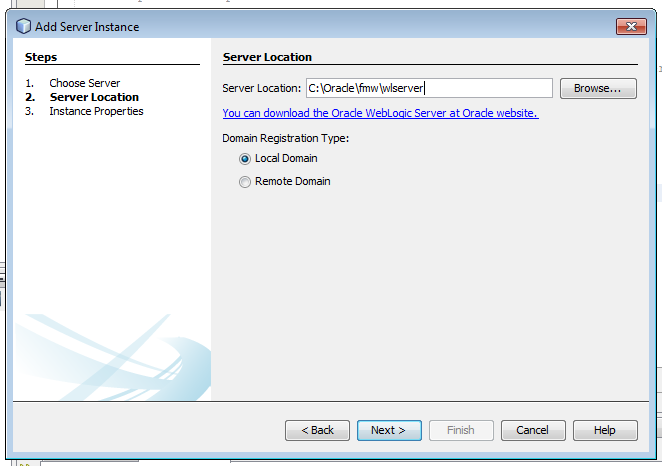 Add Server Instance
Steps
1. Choose Server
2. Server Location
3. Instance Properties
Server Location
Server Location: C:\Oracle\fmw\wlserver Browse...
You can download the Oracle WebLogic Server at Oracle website.
Domain Registration Type:
Local Domain
Remote Domain
< Back Next > Finish Cancel Help